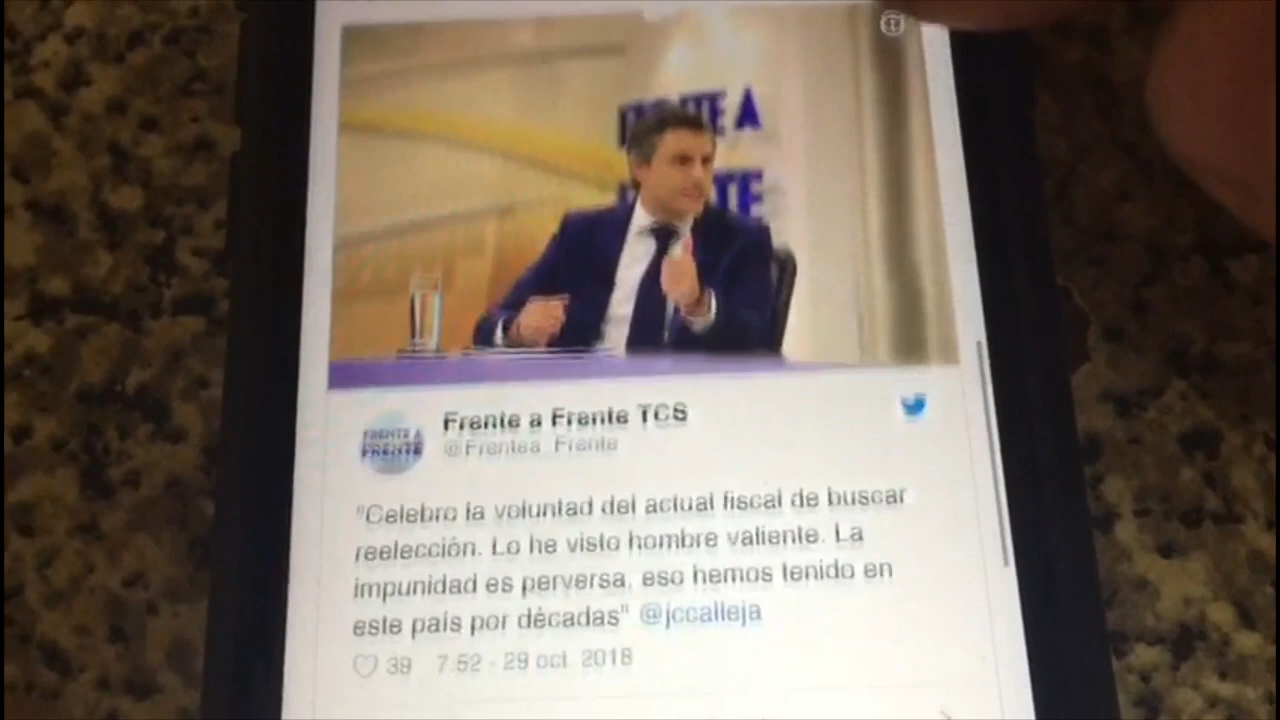 FRENTE A
FRENTE
Frente a Frente TCS
@Frentea_Frente
FRENTE A
FRENTE
"Celebro la voluntad del actual fiscal de buscar
reelección. Lo he visto hombre valiente. La
impunidad es perversa, eso hemos tenido en
este país por décadas" @jccalleja
39 7:52 - 29 oct. 2018